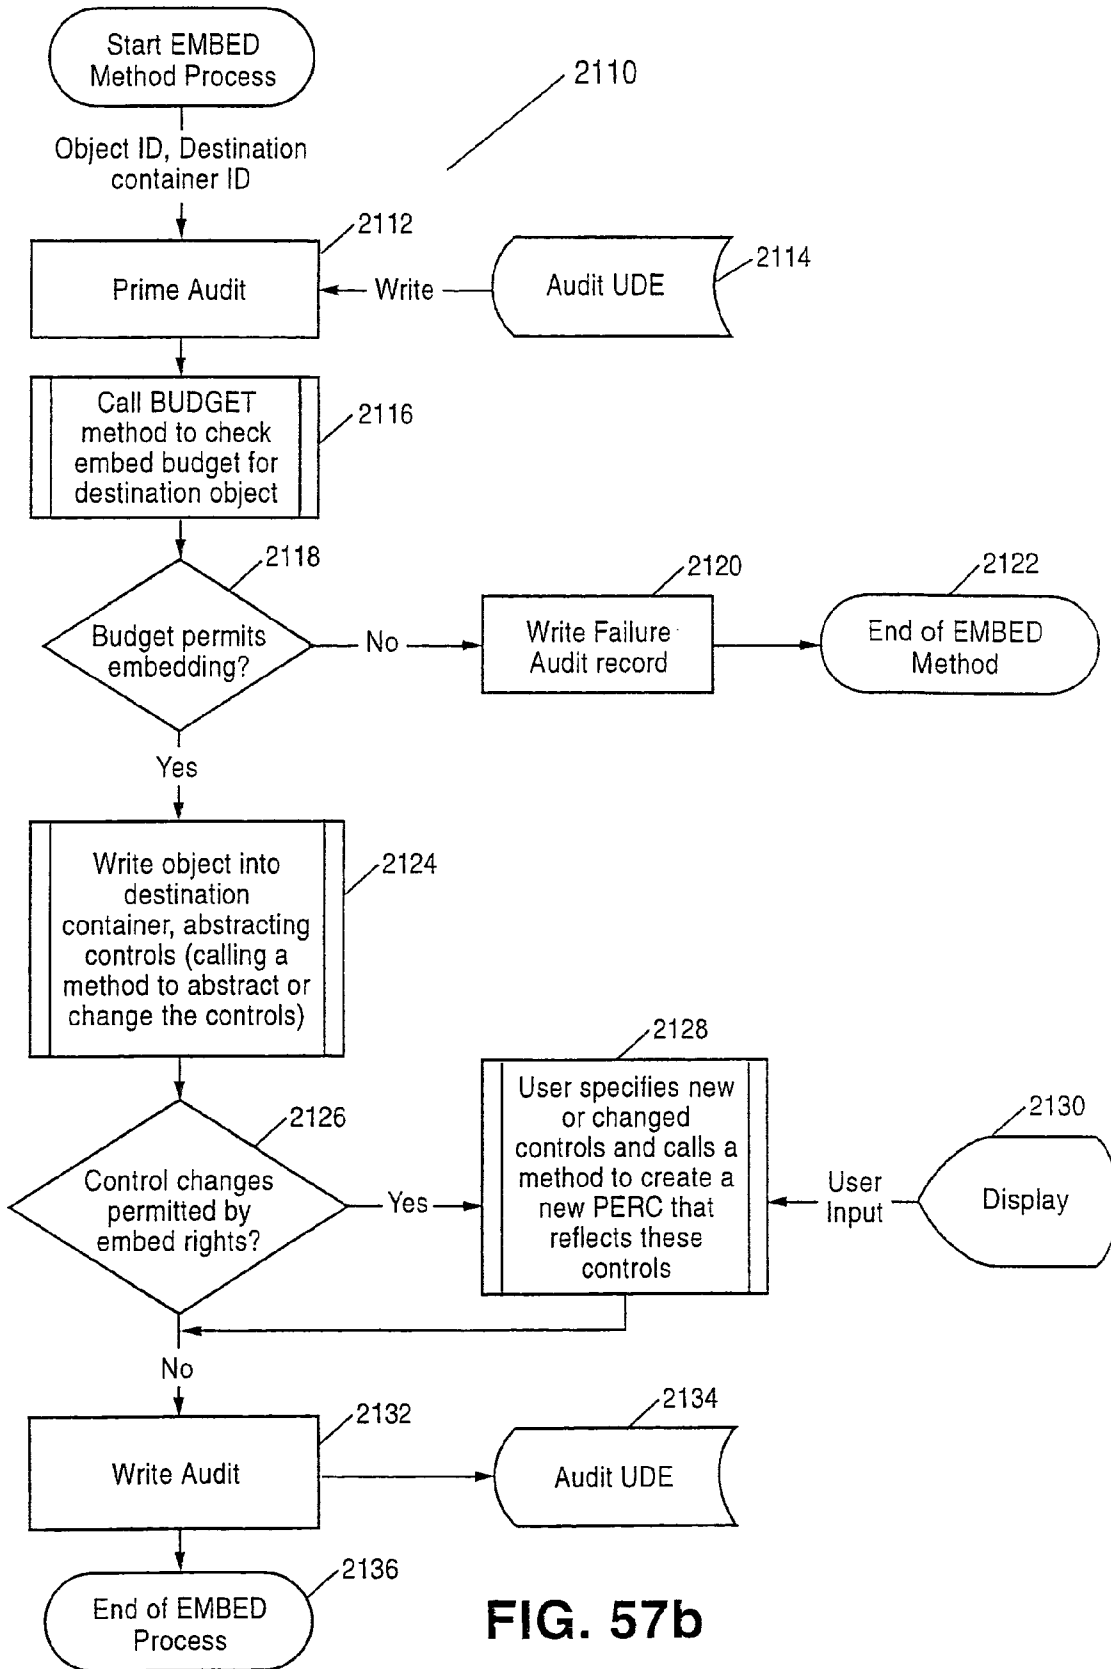 Start EMBED
Method Process
2110
Object ID, Destination
container ID
2112
Prime Audit
Write
Audit UDE
2114
Call BUDGET
method to check
embed budget for
destination object
2116
2118
Budget permits
embedding?
No
2120
Write Failure
Audit record
2122
End of EMBED
Method
Yes
Write object into
destination
container, abstracting
controls (calling a
method to abstract or
change the controls)
2124
2126
Control changes
permitted by
embed rights?
Yes
2128
User specifies new
or changed
controls and calls a
method to create a
new PERC that
reflects these
controls
User
Input
2130
Display
No
2132
Write Audit
2134
Audit UDE
2136
End of EMBED
Process
FIG. 57b